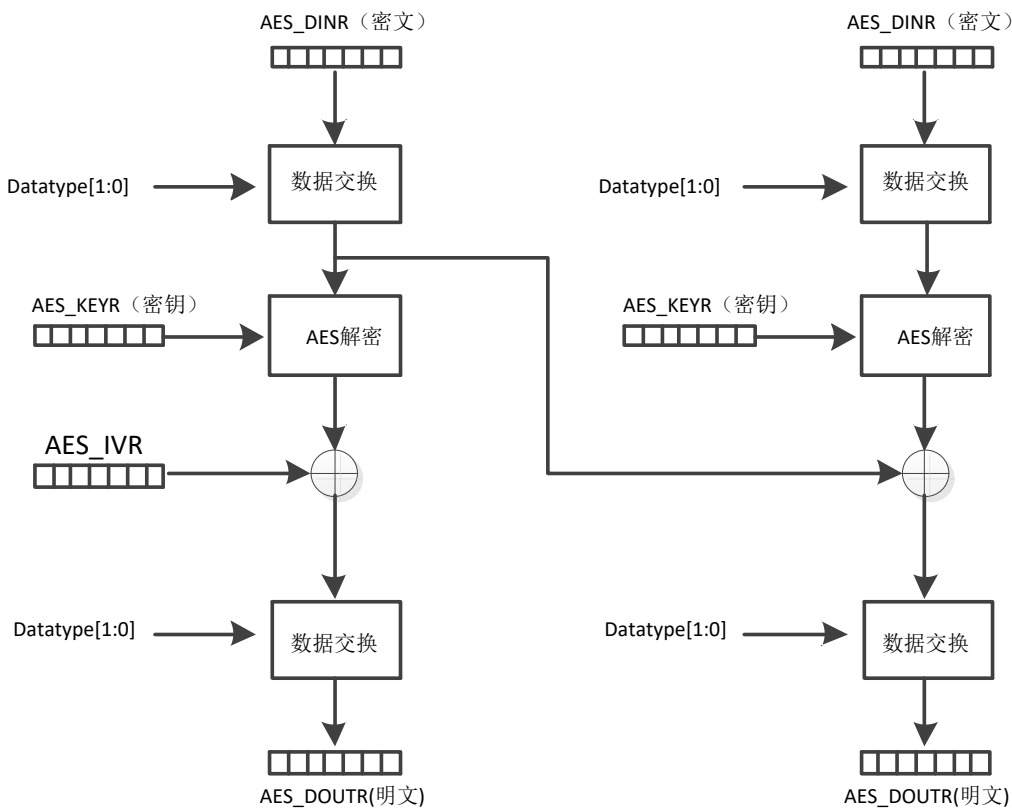 AES_DINR（密文）
AES_DINR（密文）
Datatype[1:0]
数据交换
Datatype[1:0]
数据交换
AES_KEYR（密钥）
AES解密
AES_KEYR（密钥）
AES解密
AES_IVR
Datatype[1:0]
数据交换
Datatype[1:0]
数据交换
AES_DOUTR(明文)
AES_DOUTR(明文)